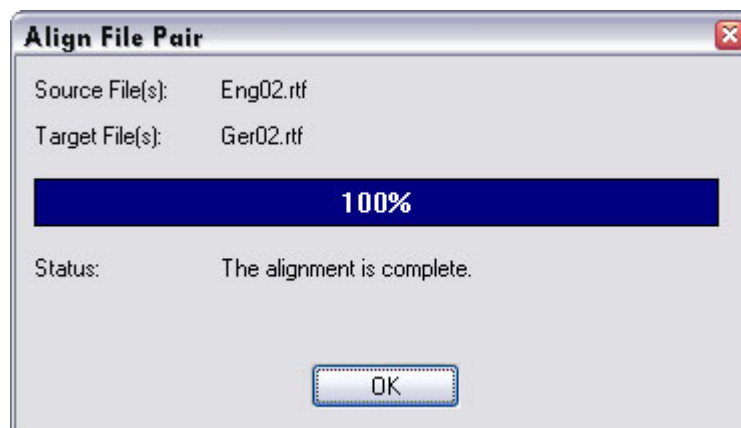 Align File Pair
Source File(s): Eng02.rtf
Target File(s): Ger02.rtf
100%
Status: The alignment is complete.
OK